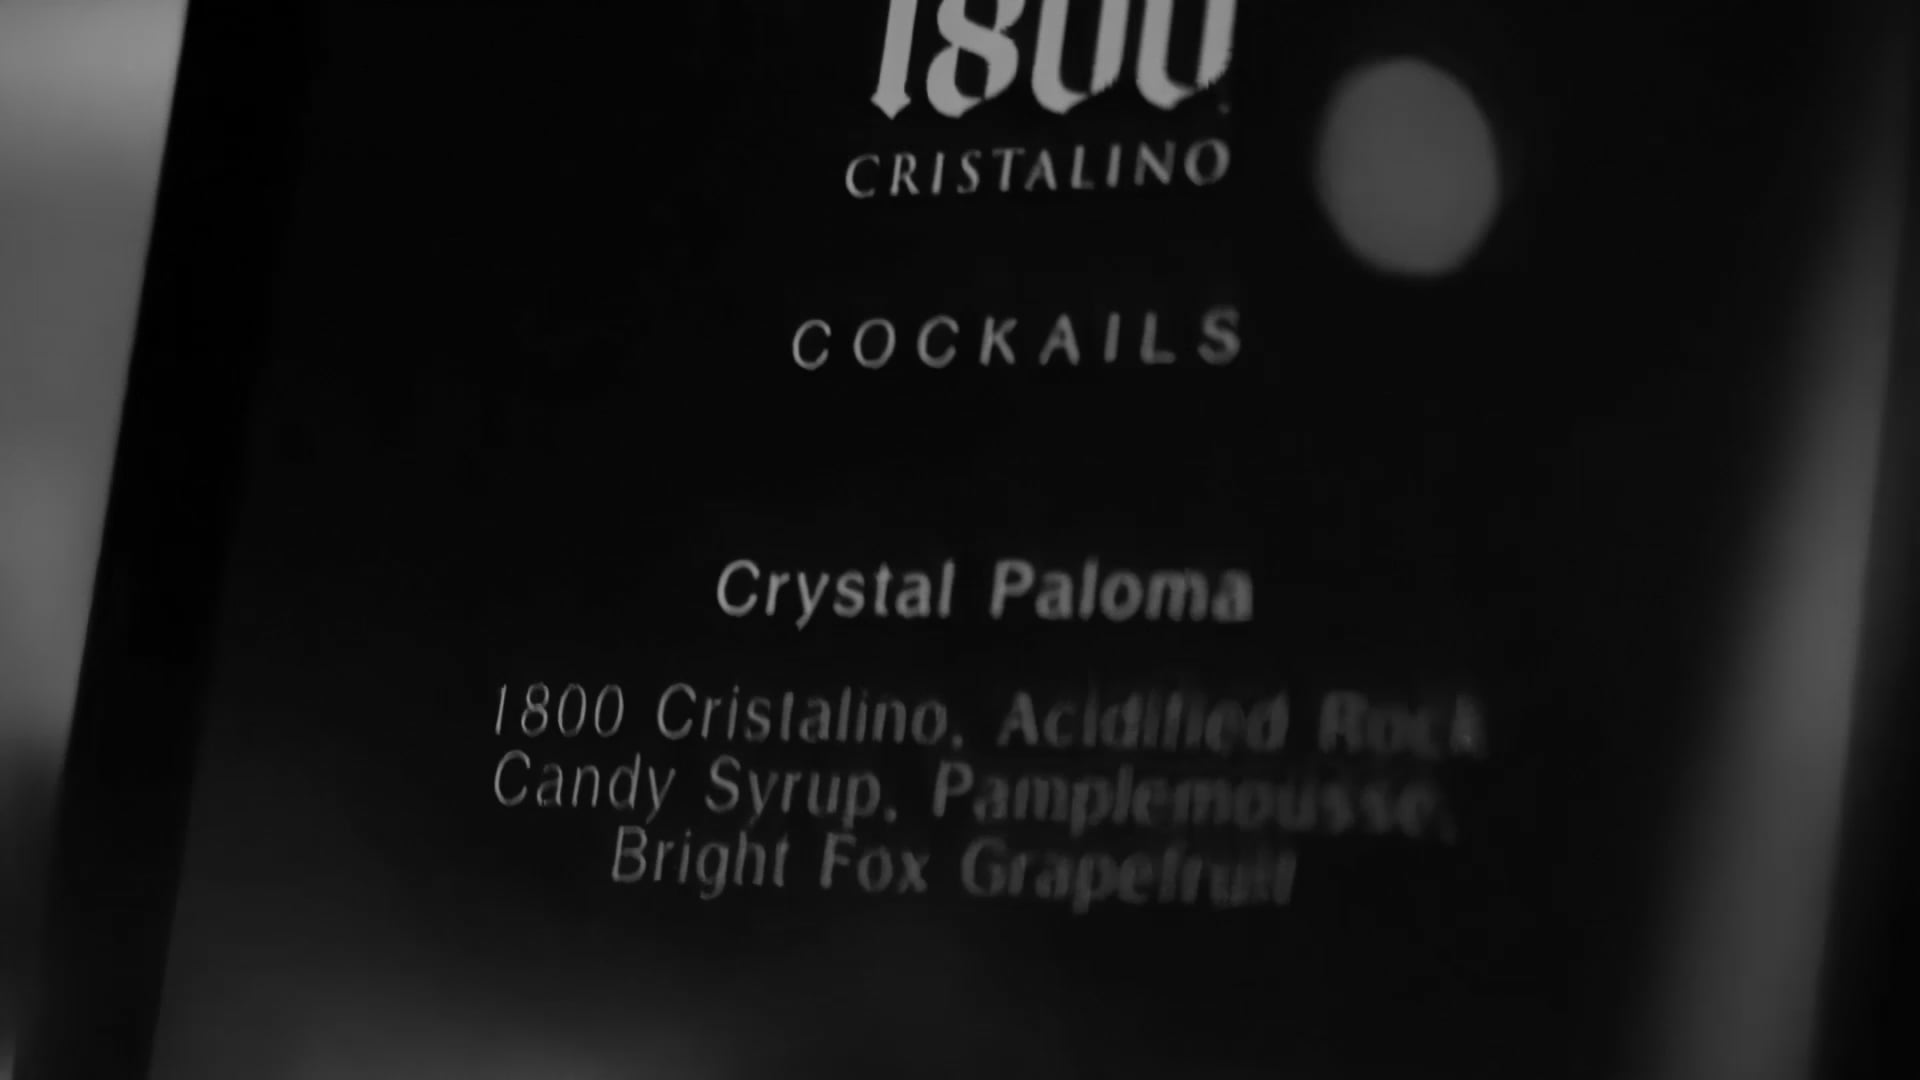 1800
CRISTALINO
COCKAILS
Crystal Paloma
1800 Cristalino, Acidified Rock
Candy Syrup, Pamplemousse,
Bright Fox Grapefruit